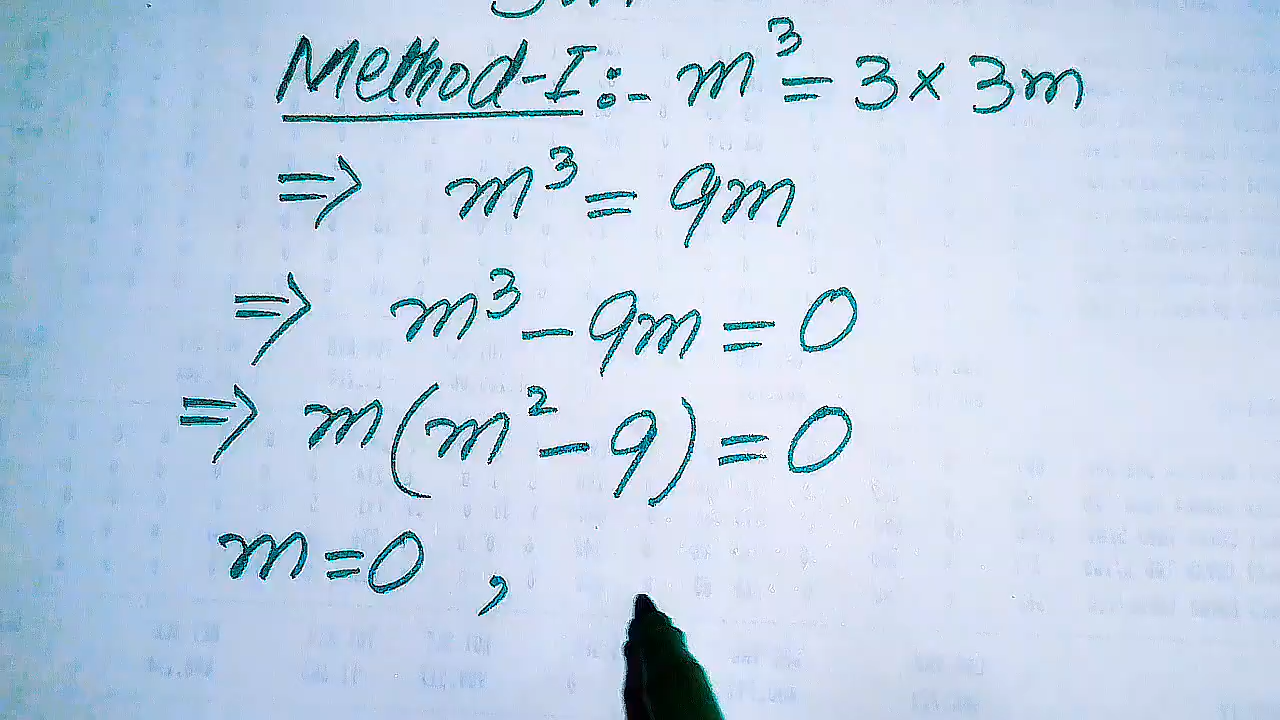 Method-I:- m³ = 3 × 3m
⇒ m³ = 9m
⇒ m³ - 9m = 0
⇒ m(m² - 9) = 0
m = 0 ,